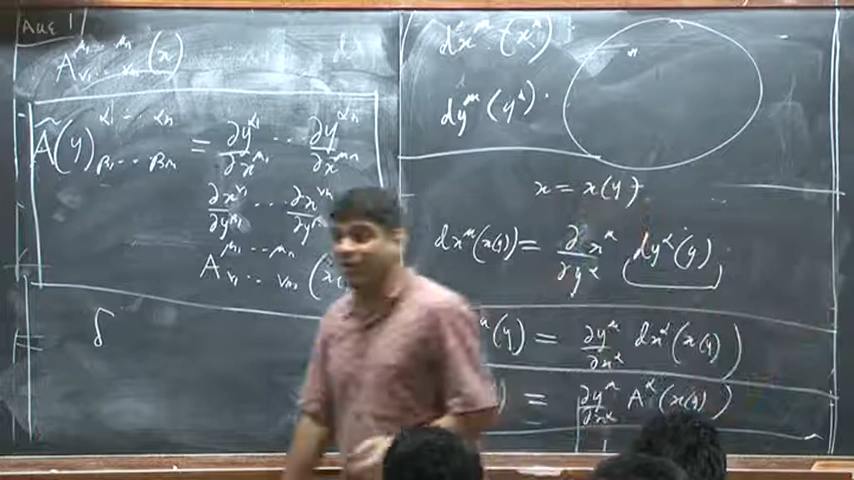 Aug 1
A^{μ₁ ⋯ μₙ}_{ν₁ ⋯ νₘ} (x)
Ã(y)^{α₁ ⋯ αₙ}_{β₁ ⋯ βₘ} = ∂y^{α₁}/∂x^{μ₁} ⋯ ∂y^{αₙ}/∂x^{μₙ}
∂x^{ν₁}/∂y^{β₁} ⋯ ∂x^{νₘ}/∂y
A^{μ₁ ⋯ μₙ}_{ν₁ ⋯ νₘ} (x
δ
dx^μ (x^μ)
dy^μ (y^α)
x = x(y)
dx^μ(x(y)) = ∂/∂y^α x^μ dy^α(y)
(y) = ∂y^μ/∂x^α dx^α(x(y))
) = ∂y^μ/∂x^α A^α(x(y))